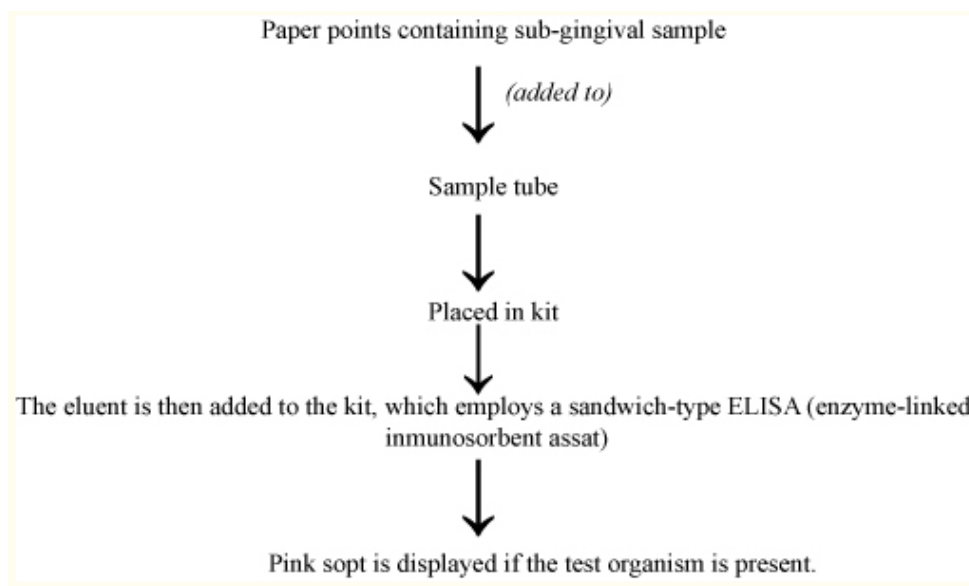 Paper points containing sub-gingival sample
(added to)
Sample tube
Placed in kit
The eluent is then added to the kit, which employs a sandwich-type ELISA (enzyme-linked
inmunosorbent assat)
Pink sopt is displayed if the test organism is present.